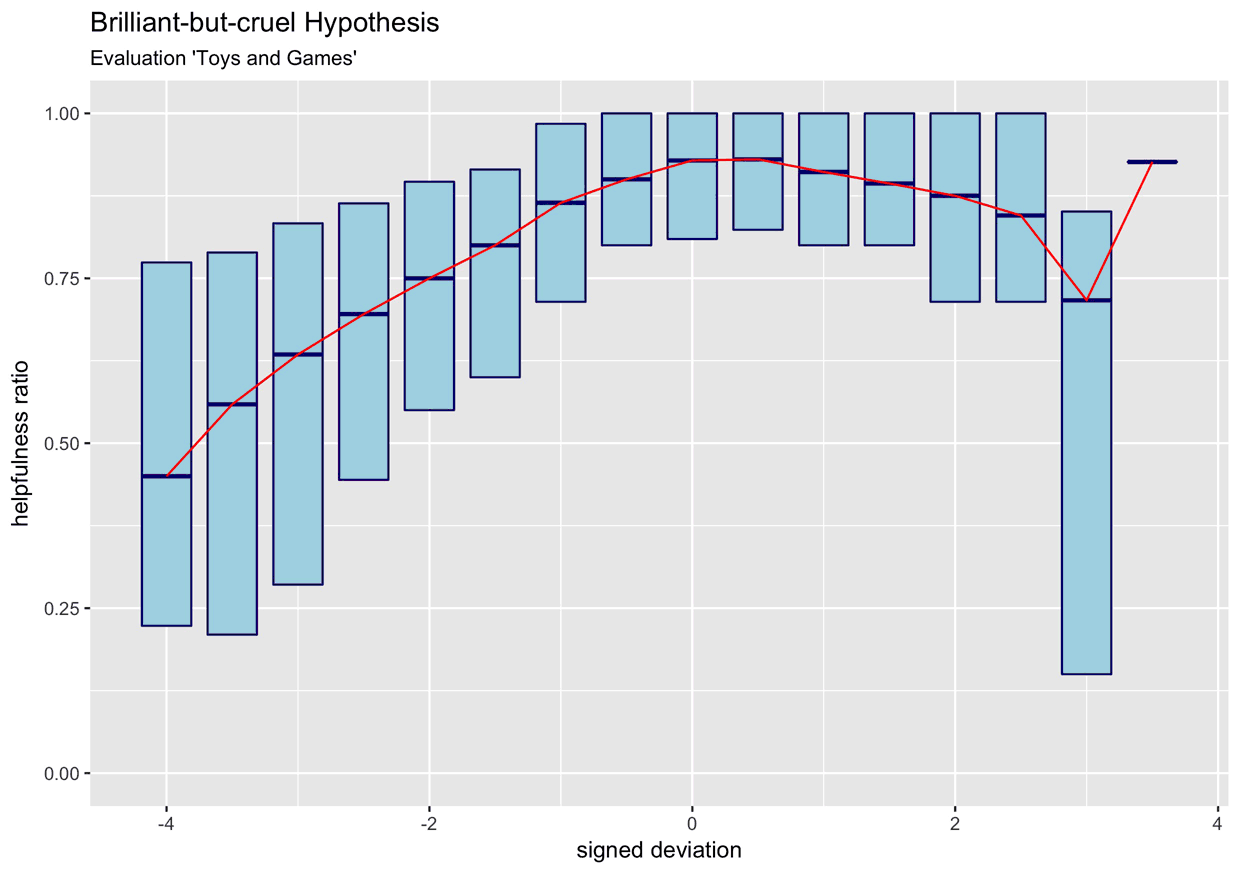 Brilliant-but-cruel Hypothesis
Evaluation 'Toys and Games'
helpfulness ratio
1.00
0.75
0.50
0.25
0.00
-4 -2 0 2 4
signed deviation